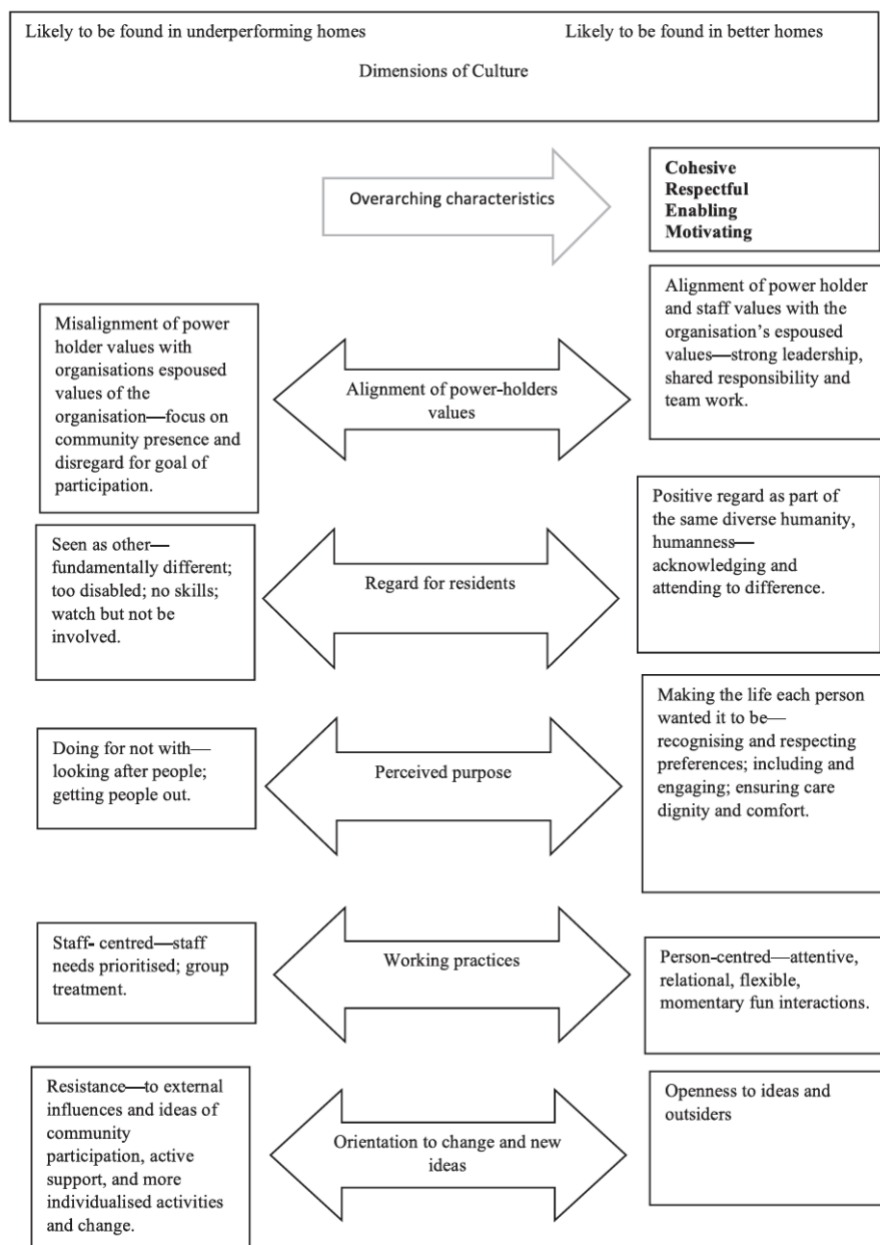 Likely to be found in underperforming homes
Likely to be found in better homes
Dimensions of Culture
Overarching characteristics
Cohesive
Respectful
Enabling
Motivating
Misalignment of power
holder values with
organisations espoused
values of the
organisation—focus on
community presence and
disregard for goal of
participation.
Alignment of power-holders
values
Alignment of power holder
and staff values with the
organisation's espoused
values—strong leadership,
shared responsibility and
team work.
Seen as other—
fundamentally different;
too disabled; no skills;
watch but not be
involved.
Regard for residents
Positive regard as part of
the same diverse humanity,
humanness—
acknowledging and
attending to difference.
Doing for not with—
looking after people;
getting people out.
Perceived purpose
Making the life each person
wanted it to be—
recognising and respecting
preferences; including and
engaging; ensuring care
dignity and comfort.
Staff- centred—staff
needs prioritised; group
treatment.
Working practices
Person-centred—attentive,
relational, flexible,
momentary fun interactions.
Resistance—to external
influences and ideas of
community
participation, active
support, and more
individualised activities
and change.
Orientation to change and new
ideas
Openness to ideas and
outsiders